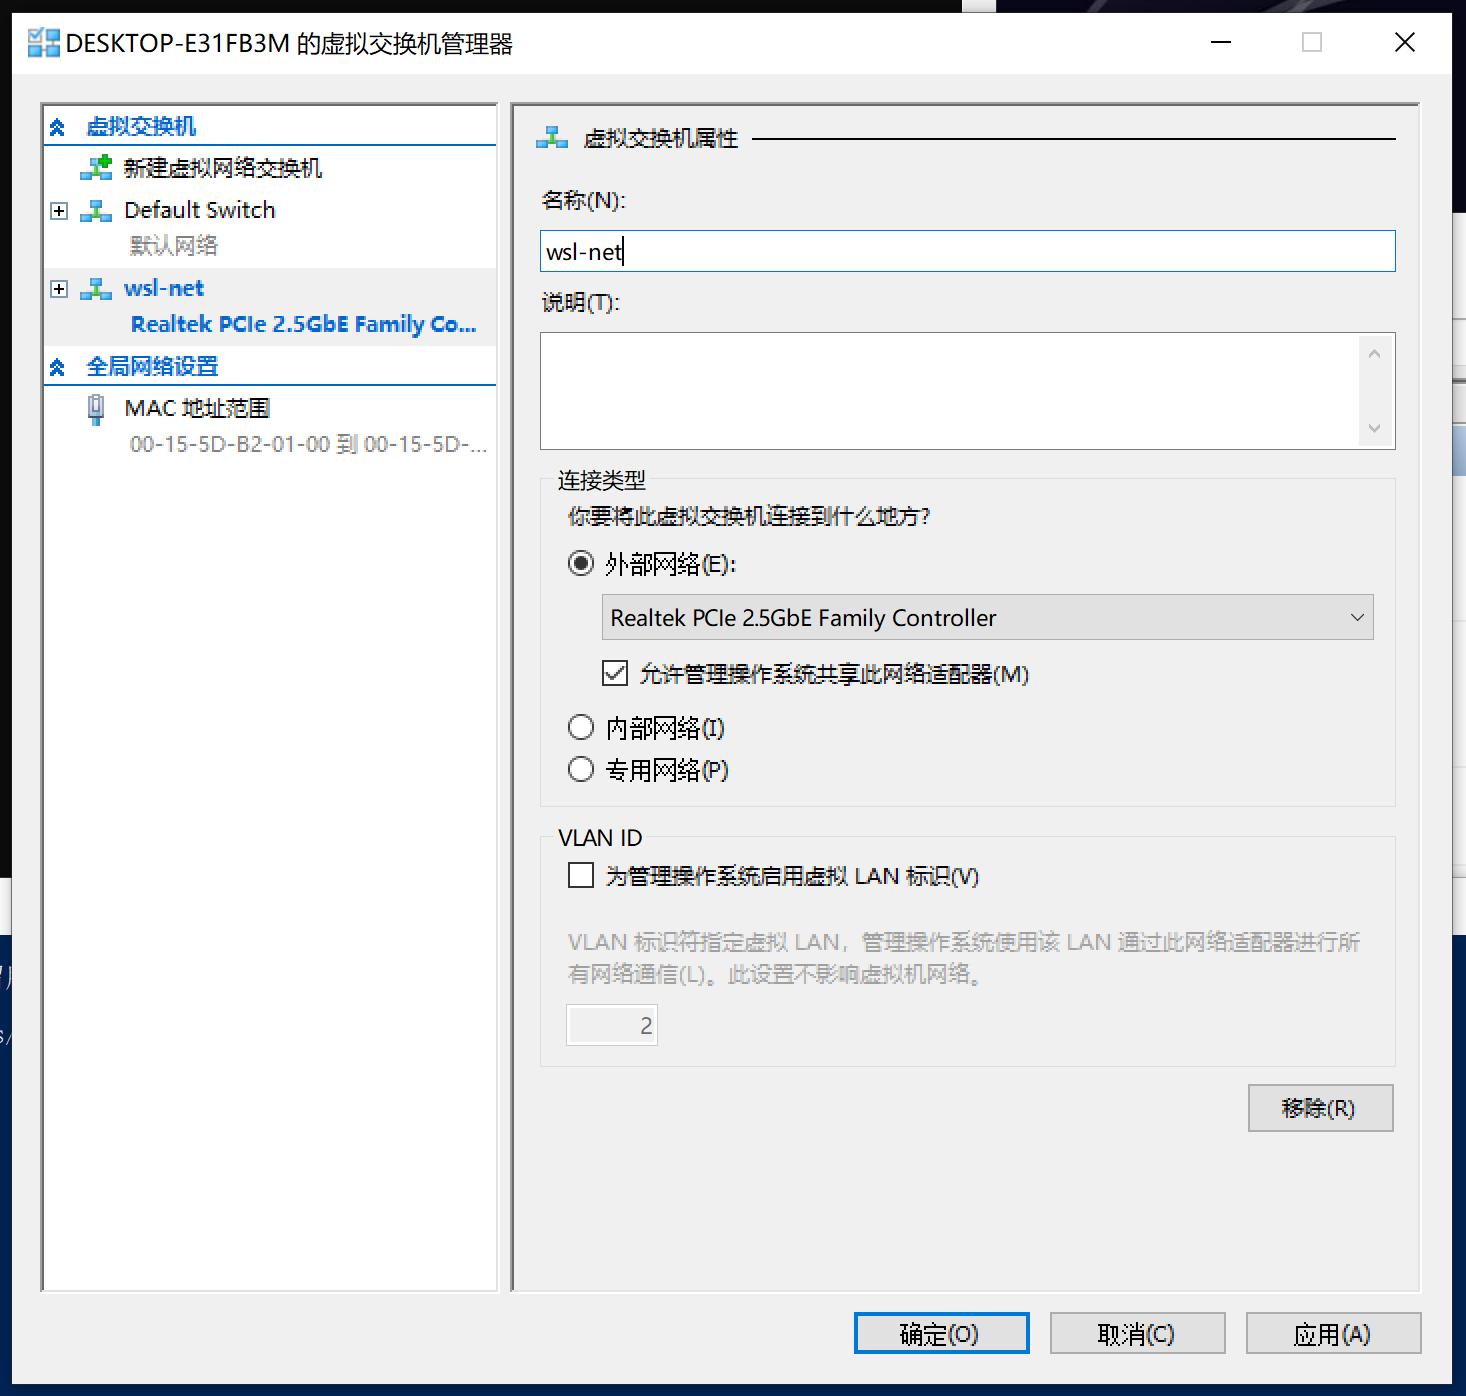 DESKTOP-E31FB3M 的虚拟交换机管理器
虚拟交换机
新建虚拟网络交换机
Default Switch
默认网络
wsl-net
Realtek PCIe 2.5GbE Family Co...
全局网络设置
MAC 地址范围
00-15-5D-B2-01-00 到 00-15-5D-...
虚拟交换机属性
名称(N):
wsl-net
说明(T):
连接类型
你要将此虚拟交换机连接到什么地方?
外部网络(E):
Realtek PCIe 2.5GbE Family Controller
允许管理操作系统共享此网络适配器(M)
内部网络(I)
专用网络(P)
VLAN ID
为管理操作系统启用虚拟 LAN 标识(V)
VLAN 标识符指定虚拟 LAN，管理操作系统使用该 LAN 通过此网络适配器进行所
有网络通信(L)。此设置不影响虚拟机网络。
2
移除(R)
确定(O)
取消(C)
应用(A)